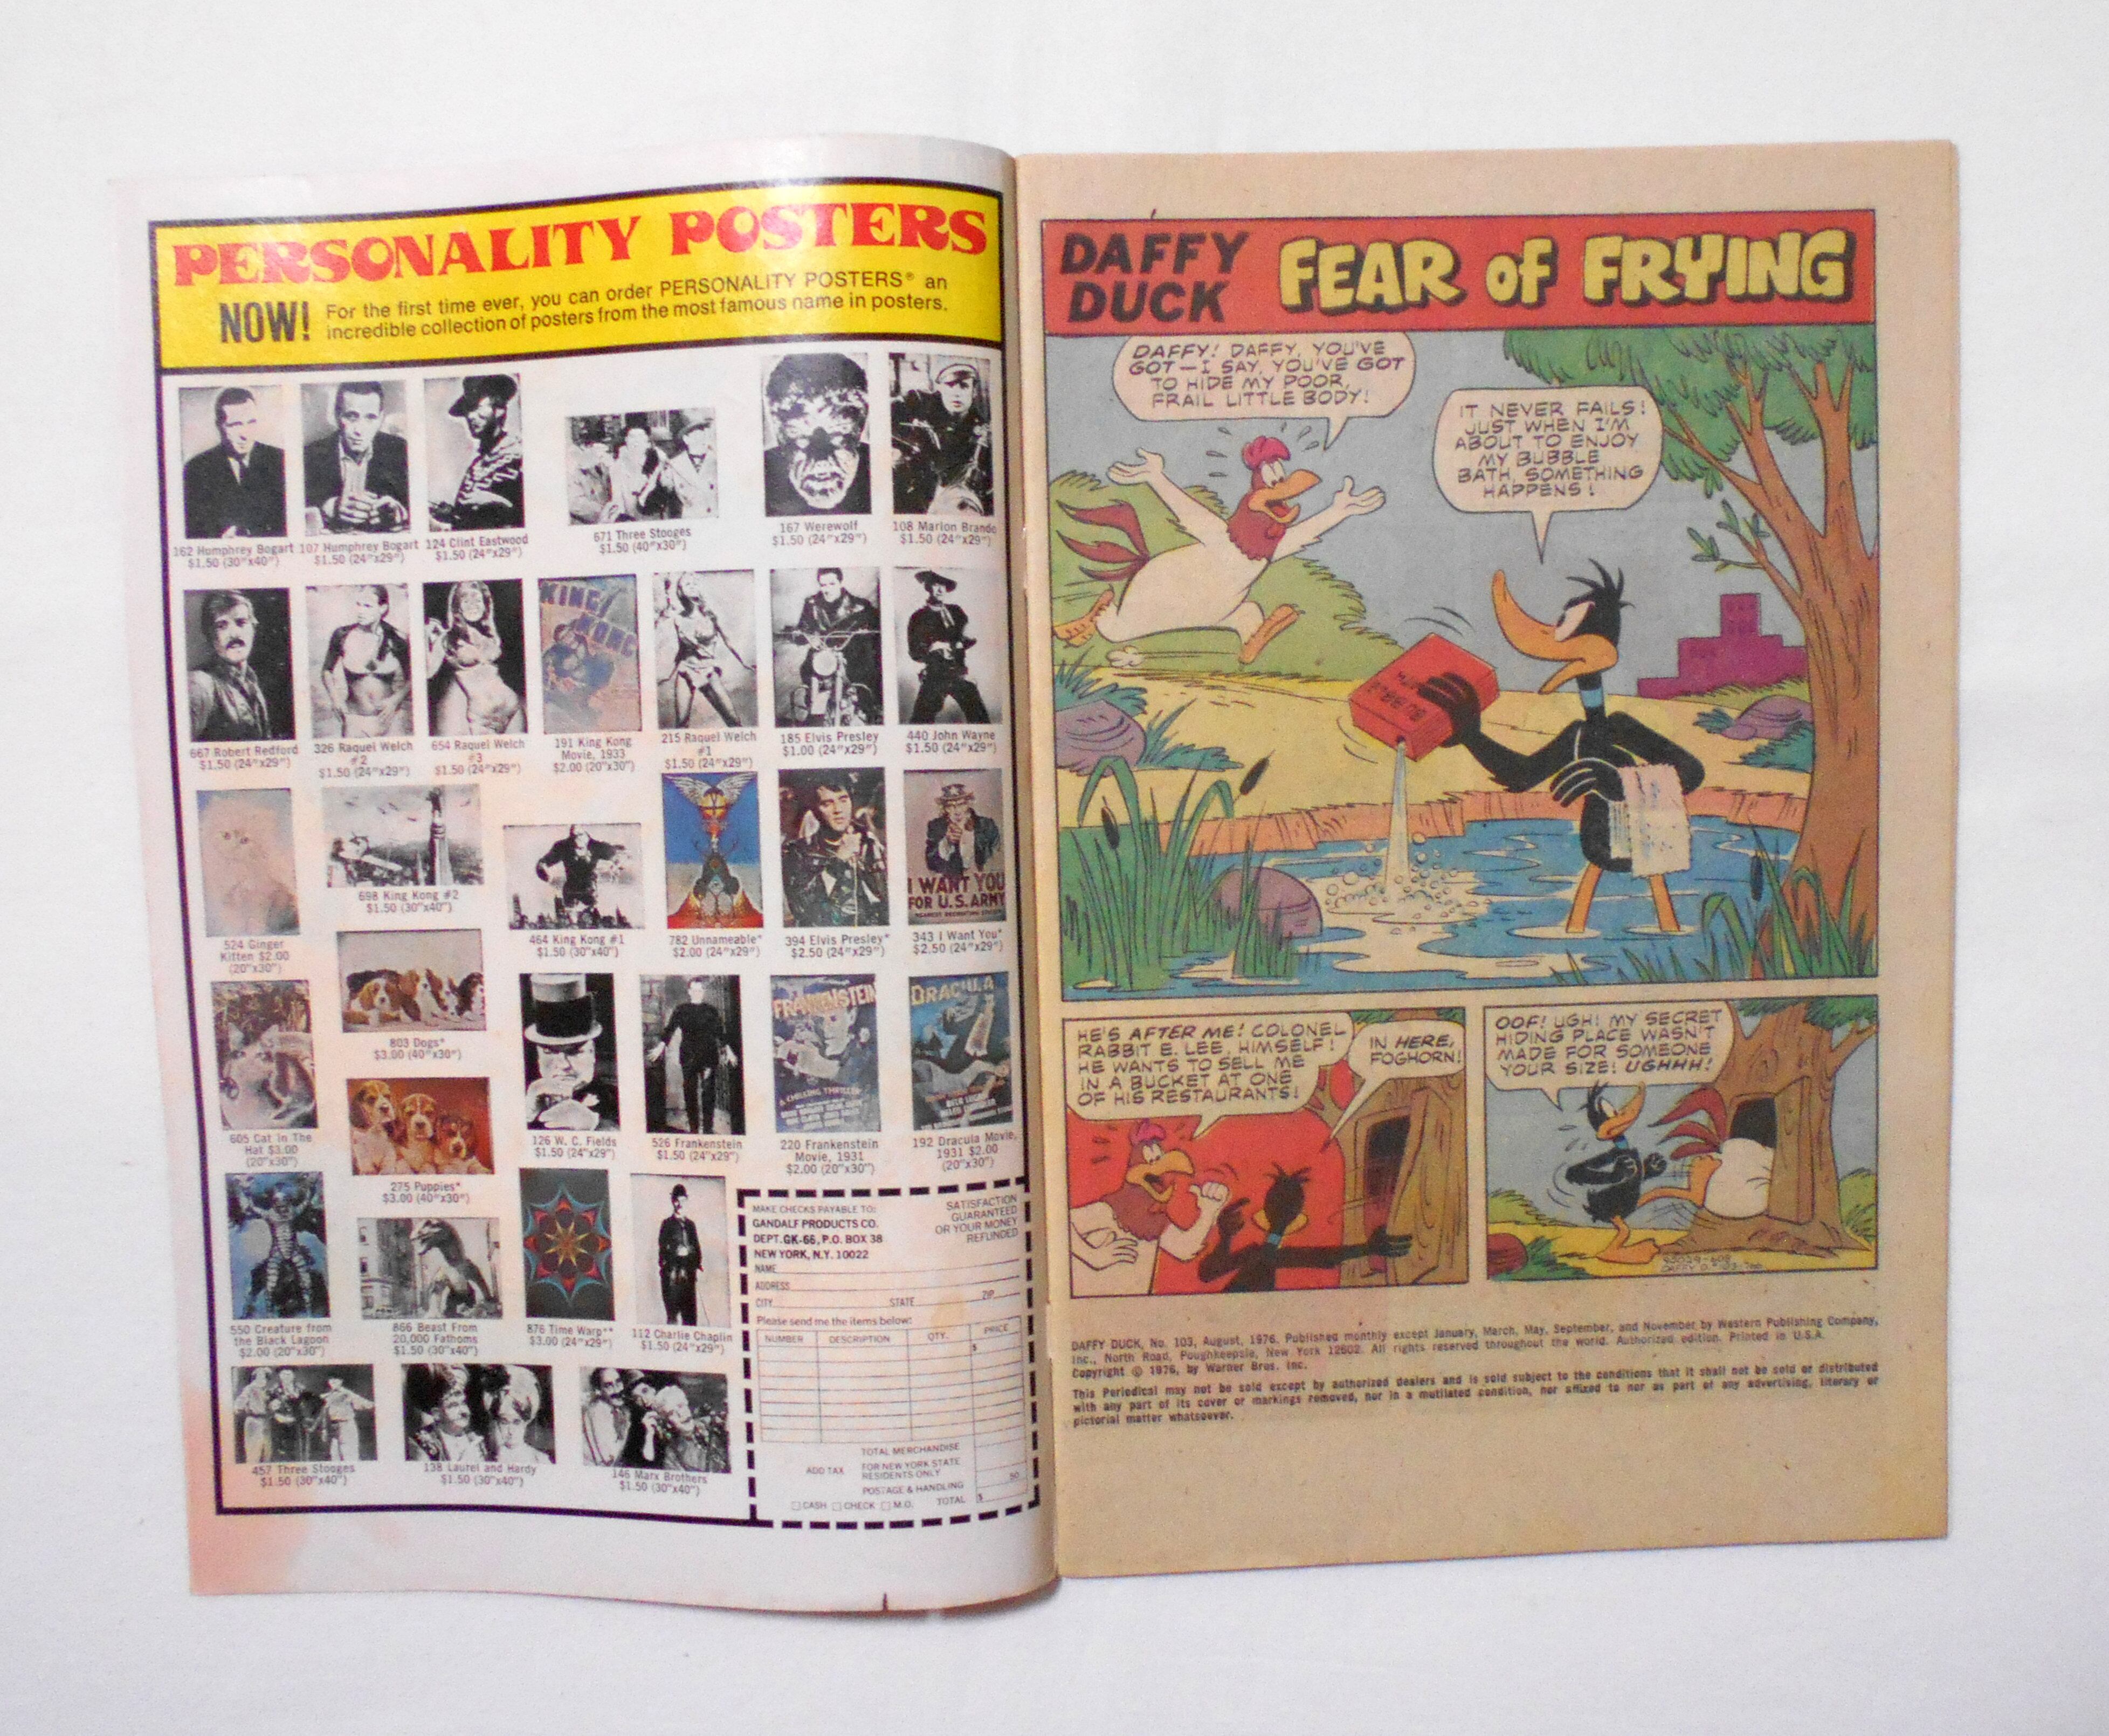 PERSONALITY POSTERS
NOW!
For the first time ever, you can order PERSONALITY POSTERS® an
incredible collection of posters from the most famous name in posters.
162 Humphrey Bogart
$1.50 (30"x40")
107 Humphrey Bogart
$1.50 (24"x29")
124 Clint Eastwood
$1.50 (24"x29")
671 Three Stooges
$1.50 (40"x30")
167 Werewolf
$1.50 (24"x29")
108 Marlon Brando
$1.50 (24"x29")
667 Robert Redford
$1.50 (24"x29")
326 Raquel Welch
#2
$1.50 (24"x29")
654 Raquel Welch
#3
$1.50 (24"x29")
KING
KONG
191 King Kong
Movie, 1933
$2.00 (20"x30")
215 Raquel Welch
#1
$1.50 (24"x29")
185 Elvis Presley
$1.00 (24"x29")
440 John Wayne
$1.50 (24"x29")
524 Ginger
Kitten $2.00
(20"x30")
698 King Kong #2
$1.50 (30"x40")
464 King Kong #1
$1.50 (30"x40")
782 Unnameable*
$2.00 (24"x29")
394 Elvis Presley*
$2.50 (24"x29")
I WANT YOU
FOR U.S. ARMY
NEAREST RECRUITING STATION
343 I Want You*
$2.50 (24"x29")
605 Cat in The
Hat $3.00
(20"x30")
803 Dogs*
$3.00 (40"x30")
275 Puppies*
$3.00 (40"x30")
126 W. C. Fields
$1.50 (24"x29")
526 Frankenstein
$1.50 (24"x29")
FRANKENSTEIN
A CHILLING THRILLER
220 Frankenstein
Movie, 1931
$2.00 (20"x30")
DRACULA
192 Dracula Movie,
1931 $2.00
(20"x30")
550 Creature from
the Black Lagoon
$2.00 (20"x30")
866 Beast From
20,000 Fathoms
$1.50 (30"x40")
876 Time Warp**
$3.00 (24"x29")
112 Charlie Chaplin
$1.50 (24"x29")
457 Three Stooges
$1.50 (30"x40")
138 Laurel and Hardy
$1.50 (30"x40")
146 Marx Brothers
$1.50 (30"x40")
MAKE CHECKS PAYABLE TO:
GANDALF PRODUCTS CO.
DEPT. GK-66, P.O. BOX 38
NEW YORK, N.Y. 10022
SATISFACTION
GUARANTEED
OR YOUR MONEY
REFUNDED
NAME
ADDRESS
CITY STATE ZIP
Please send me the items below:
NUMBER DESCRIPTION QTY. PRICE
$
TOTAL MERCHANDISE
ADD TAX FOR NEW YORK STATE
RESIDENTS ONLY
POSTAGE & HANDLING .50
CASH CHECK M.O. TOTAL $
DAFFY
DUCK
FEAR of FRYING
DAFFY! DAFFY, YOU'VE
GOT — I SAY, YOU'VE GOT
TO HIDE MY POOR,
FRAIL LITTLE BODY!
IT NEVER FAILS!
JUST WHEN I'M
ABOUT TO ENJOY
MY BUBBLE
BATH, SOMETHING
HAPPENS!
HE'S AFTER ME! COLONEL
RABBIT E. LEE, HIMSELF!
HE WANTS TO SELL ME
IN A BUCKET AT ONE
OF HIS RESTAURANTS!
IN HERE,
FOGHORN!
OOF! UGH! MY SECRET
HIDING PLACE WASN'T
MADE FOR SOMEONE
YOUR SIZE! UGHHH!
DAFFY DUCK, No. 103, August, 1976. Published monthly except January, March, May, September, and November by Western Publishing Company,
Inc., North Road, Poughkeepsie, New York 12602. All rights reserved throughout the world. Authorized edition. Printed in U.S.A.
Copyright © 1976, by Warner Bros. Inc.
This Periodical may not be sold except by authorized dealers and is sold subject to the conditions that it shall not be sold or distributed
with any part of its cover or markings removed, nor in a mutilated condition, nor affixed to nor as part of any advertising, literary or
pictorial matter whatsoever.